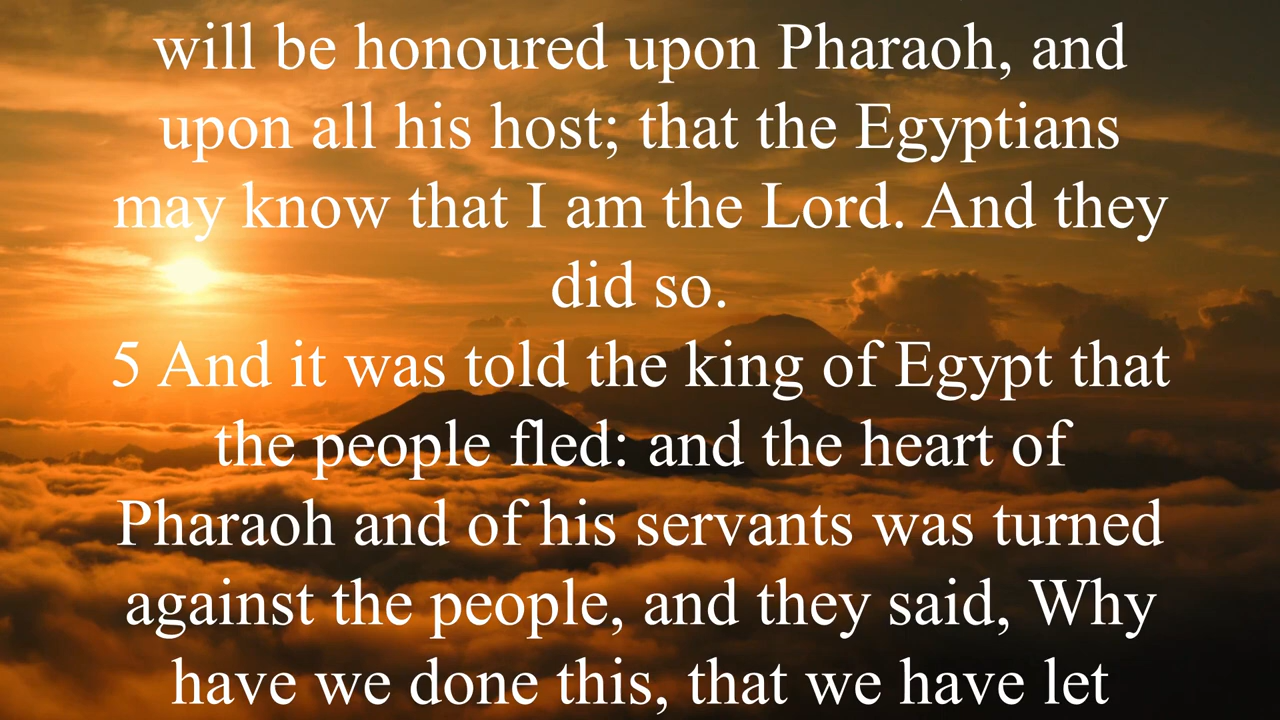 will be honoured upon Pharaoh, and
upon all his host; that the Egyptians
may know that I am the Lord. And they
did so.
5 And it was told the king of Egypt that
the people fled: and the heart of
Pharaoh and of his servants was turned
against the people, and they said, Why
have we done this, that we have let